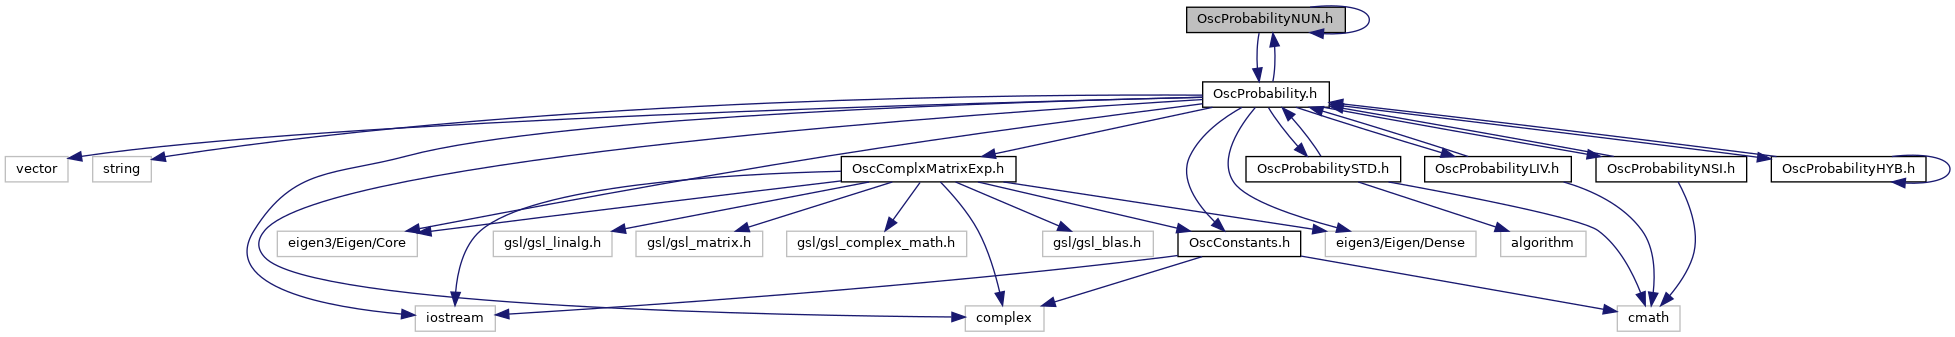 OscProbabilityNUN.h
OscProbability.h
vector
string
OscComplxMatrixExp.h
OscProbabilitySTD.h
OscProbabilityLIV.h
OscProbabilityNSI.h
OscProbabilityHYB.h
eigen3/Eigen/Core
gsl/gsl_linalg.h
gsl/gsl_matrix.h
gsl/gsl_complex_math.h
gsl/gsl_blas.h
OscConstants.h
eigen3/Eigen/Dense
algorithm
iostream
complex
cmath